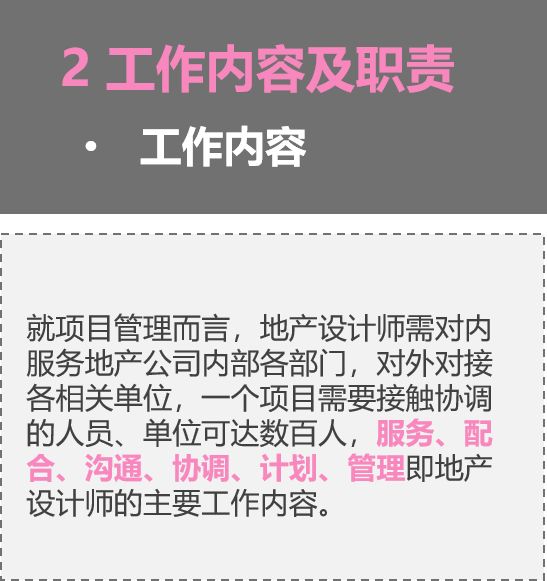 2 工作内容及职责
• 工作内容
就项目管理而言，地产设计师需对内
服务地产公司内部各部门，对外对接
各相关单位，一个项目需要接触协调
的人员、单位可达数百人，服务、配
合、沟通、协调、计划、管理即地产
设计师的主要工作内容。